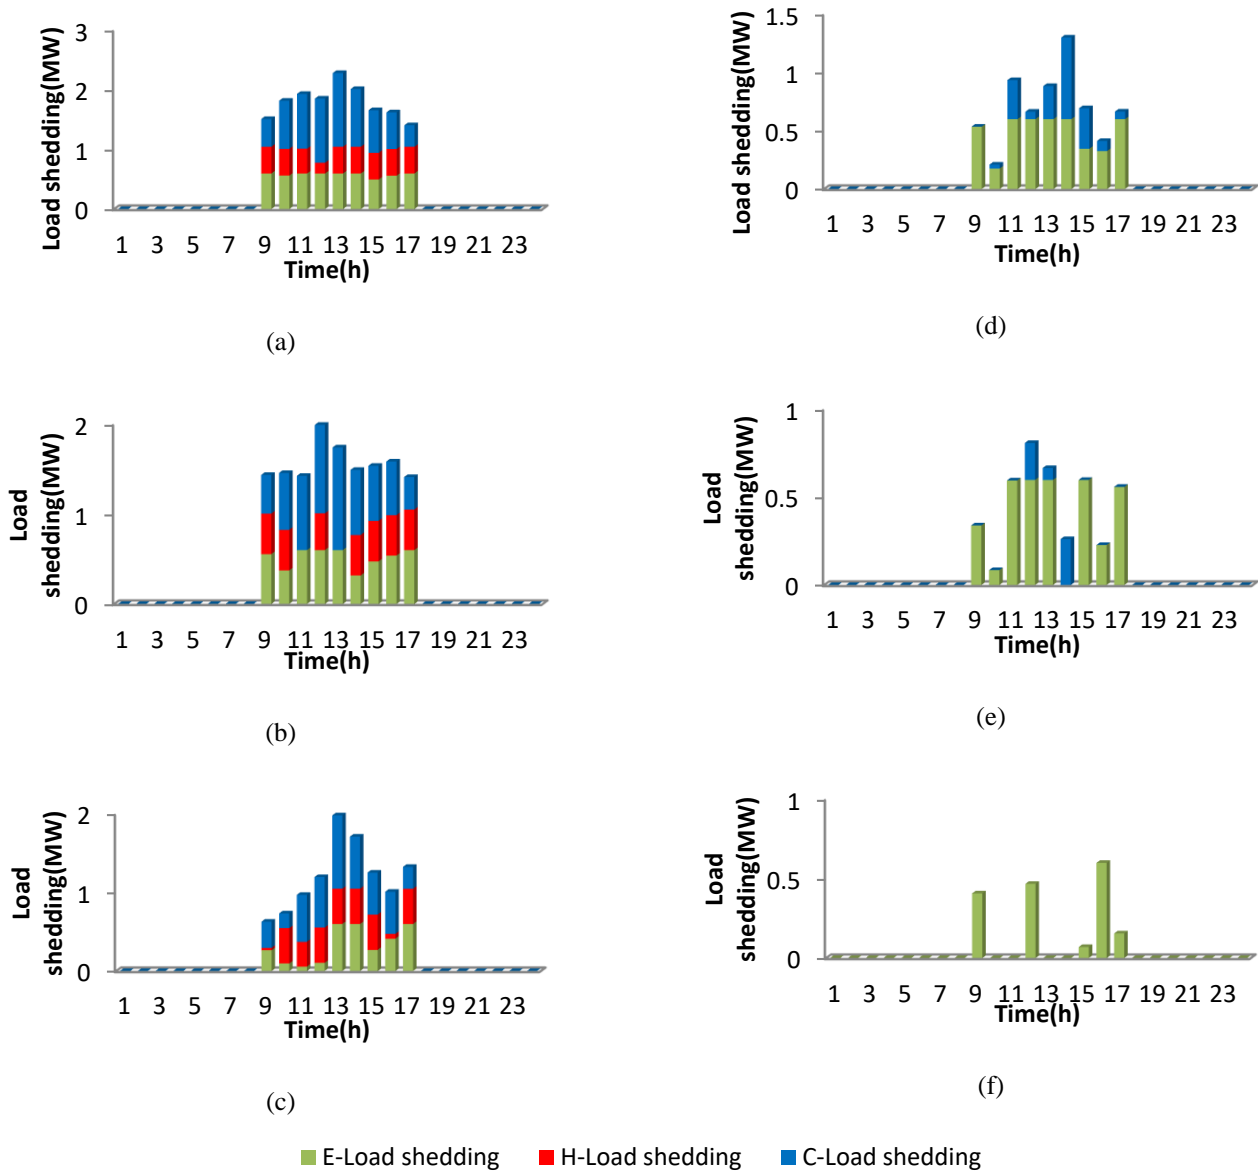 3
2
1
0
Load shedding(MW)
1 3 5 7 9 11 13 15 17 19 21 23
Time(h)
(a)
1.5
1
0.5
0
Load shedding(MW)
1 3 5 7 9 11 13 15 17 19 21 23
Time(h)
(d)
2
1
0
Load
shedding(MW)
1 3 5 7 9 11 13 15 17 19 21 23
Time(h)
(b)
1
0.5
0
Load
shedding(MW)
1 3 5 7 9 11 13 15 17 19 21 23
Time(h)
(e)
2
1
0
Load
shedding(MW)
1 3 5 7 9 11 13 15 17 19 21 23
Time(h)
(c)
1
0.5
0
Load
shedding(MW)
1 3 5 7 9 11 13 15 17 19 21 23
Time(h)
(f)
E-Load shedding H-Load shedding C-Load shedding